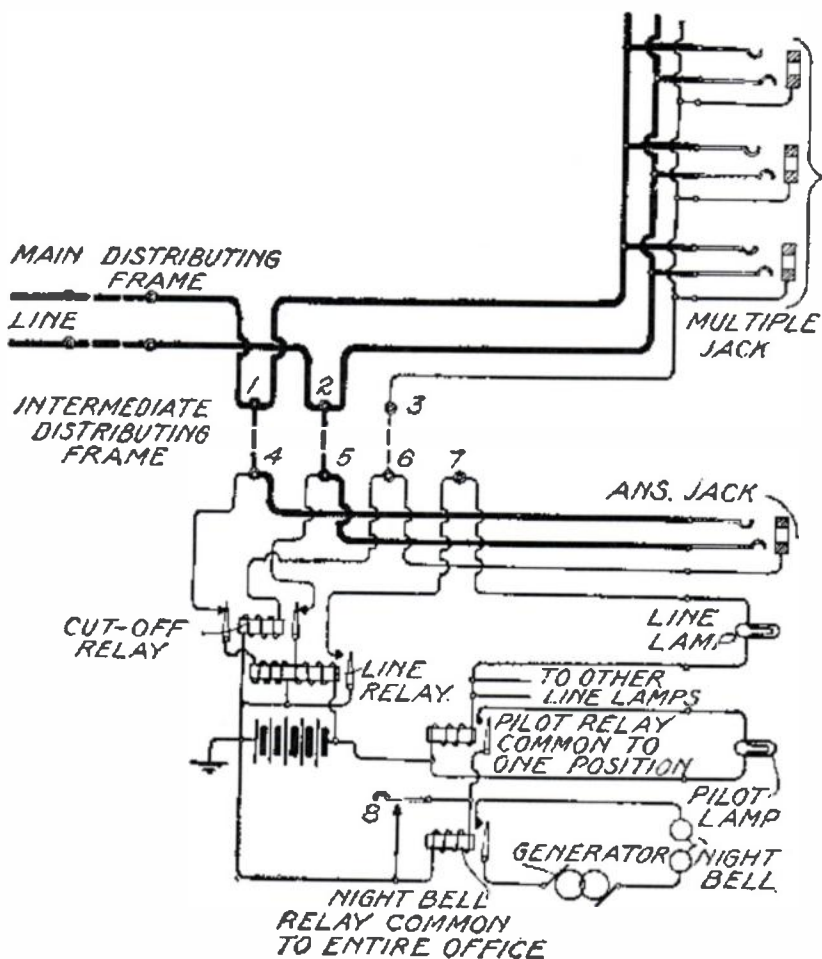 MAIN DISTRIBUTING
FRAME
LINE
MULTIPLE
JACK
1
2
3
INTERMEDIATE
DISTRIBUTING
FRAME
4
5
6
7
ANS. JACK
CUT-OFF
RELAY
LINE
RELAY.
LINE
LAMP
TO OTHER
LINE LAMPS
PILOT RELAY
COMMON TO
ONE POSITION
PILOT
LAMP
8
GENERATOR
NIGHT
BELL
NIGHT BELL
RELAY COMMON
TO ENTIRE OFFICE